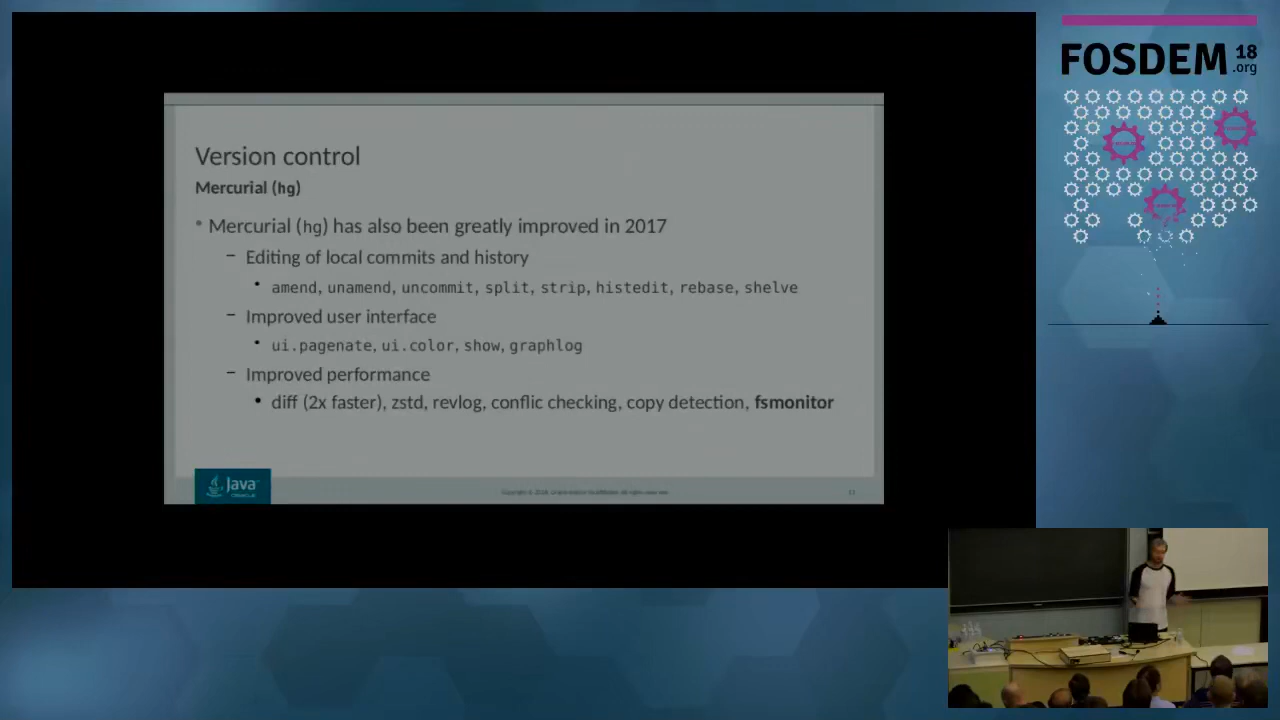 Version control
Mercurial (hg)
• Mercurial (hg) has also been greatly improved in 2017
– Editing of local commits and history
• amend, unamend, uncommit, split, strip, histedit, rebase, shelve
– Improved user interface
• ui.pagenate, ui.color, show, graphlog
– Improved performance
• diff (2x faster), zstd, revlog, conflic checking, copy detection, fsmonitor
Java
ORACLE
FOSDEM 18
.org